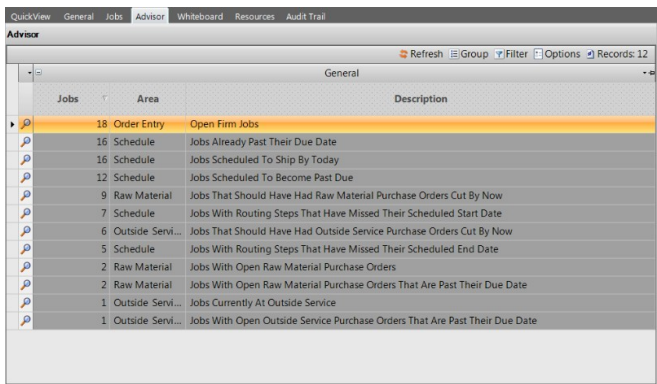 QuickView General Jobs Advisor Whiteboard Resources Audit Trail
Advisor
Refresh Group Filter Options Records: 12
General
Jobs Area Description
18 Order Entry Open Firm Jobs
16 Schedule Jobs Already Past Their Due Date
16 Schedule Jobs Scheduled To Ship By Today
12 Schedule Jobs Scheduled To Become Past Due
9 Raw Material Jobs That Should Have Had Raw Material Purchase Orders Cut By Now
7 Schedule Jobs With Routing Steps That Have Missed Their Scheduled Start Date
6 Outside Servi... Jobs That Should Have Had Outside Service Purchase Orders Cut By Now
5 Schedule Jobs With Routing Steps That Have Missed Their Scheduled End Date
2 Raw Material Jobs With Open Raw Material Purchase Orders
2 Raw Material Jobs With Open Raw Material Purchase Orders That Are Past Their Due Date
1 Outside Servi... Jobs Currently At Outside Service
1 Outside Servi... Jobs With Open Outside Service Purchase Orders That Are Past Their Due Date